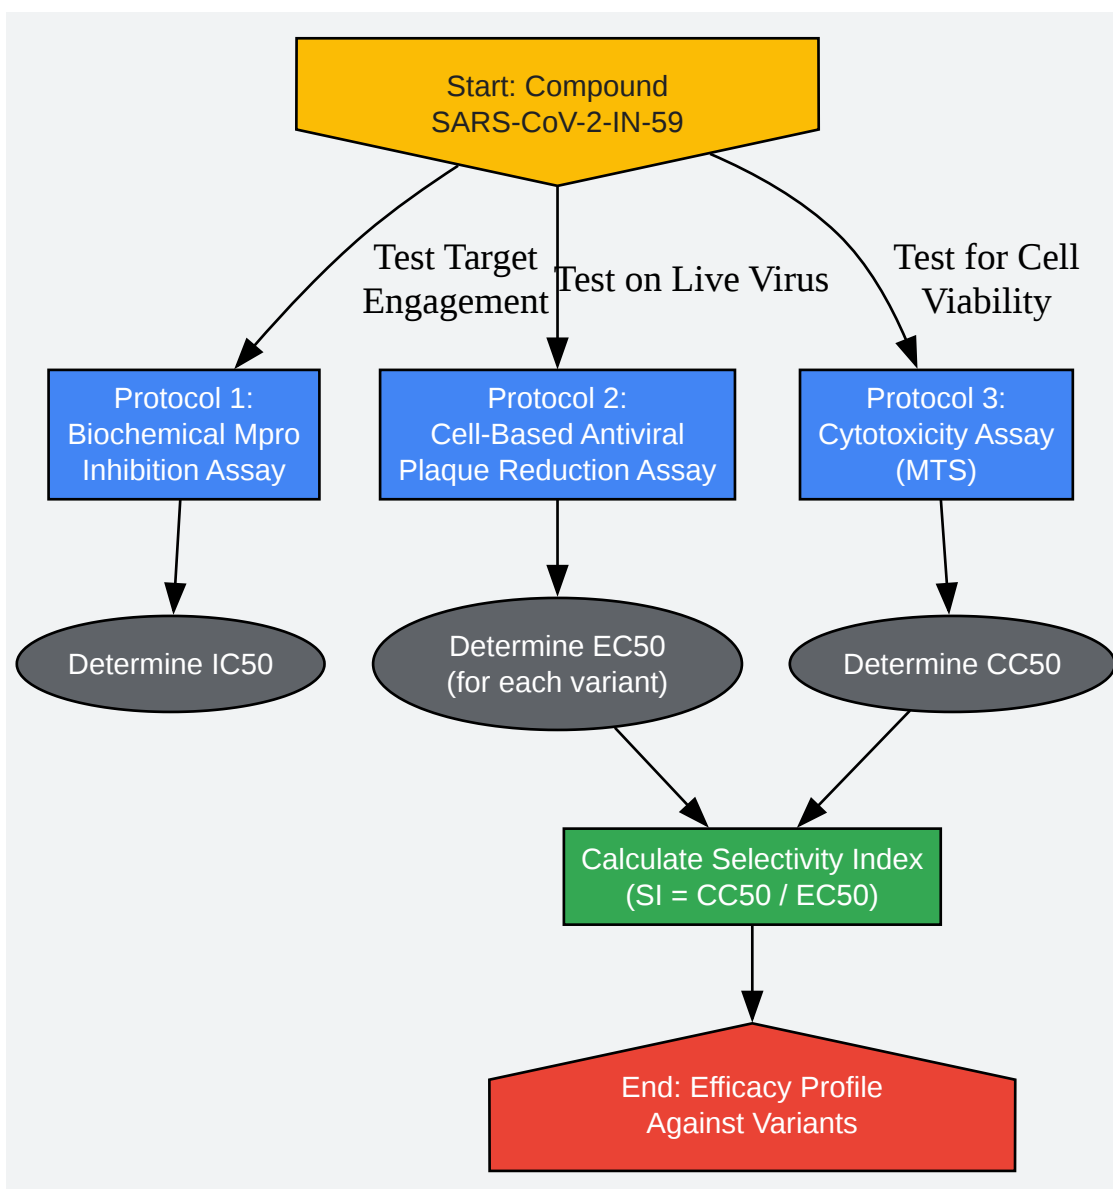 Start: Compound
SARS-CoV-2-IN-59
Test Target
Engagement
Test on Live Virus
Test for Cell
Viability
Protocol 1:
Biochemical Mpro
Inhibition Assay
Protocol 2:
Cell-Based Antiviral
Plaque Reduction Assay
Protocol 3:
Cytotoxicity Assay
(MTS)
Determine IC50
Determine EC50
(for each variant)
Determine CC50
Calculate Selectivity Index
(SI = CC50 / EC50)
End: Efficacy Profile
Against Variants